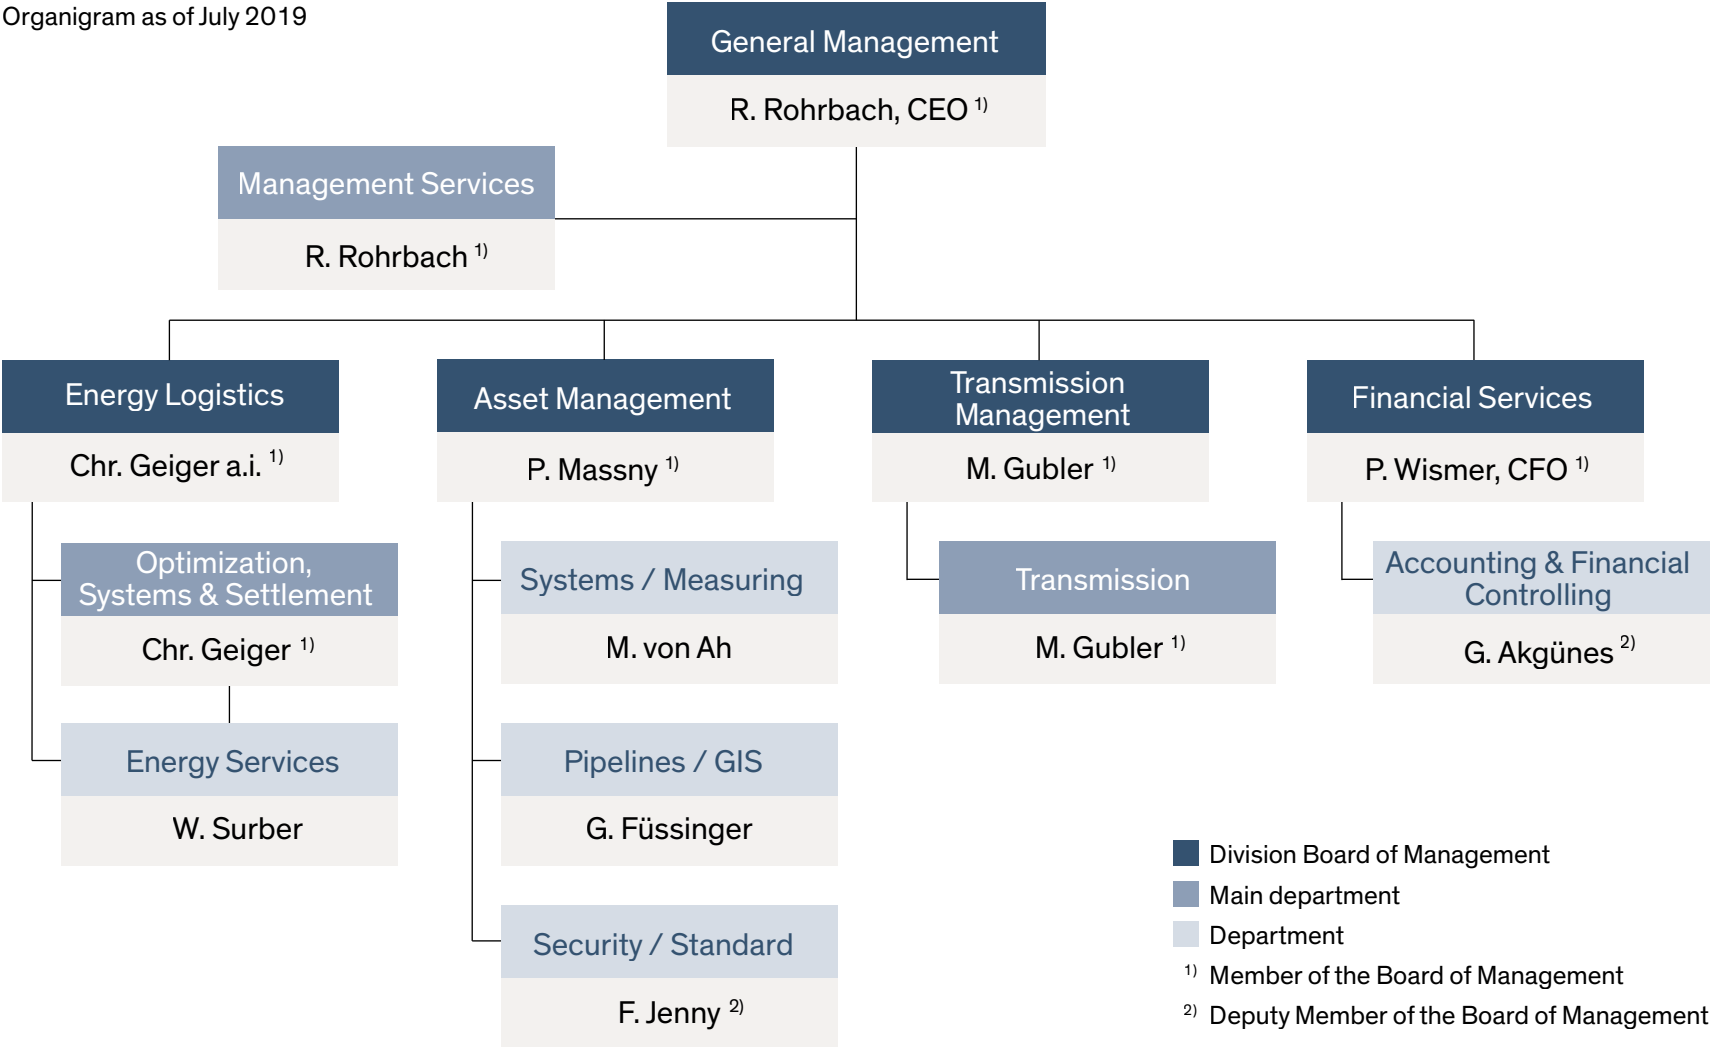 Organigram as of July 2019
General Management
R. Rohrbach, CEO 1)
Management Services
R. Rohrbach 1)
Energy Logistics
Chr. Geiger a.i. 1)
Asset Management
P. Massny 1)
Transmission
Management
M. Gubler 1)
Financial Services
P. Wismer, CFO 1)
Optimization,
Systems & Settlement
Chr. Geiger 1)
Systems / Measuring
M. von Ah
Transmission
M. Gubler 1)
Accounting & Financial
Controlling
G. Akgünes 2)
Energy Services
W. Surber
Pipelines / GIS
G. Füssinger
Security / Standard
F. Jenny 2)
Division Board of Management
Main department
Department
1) Member of the Board of Management
2) Deputy Member of the Board of Management